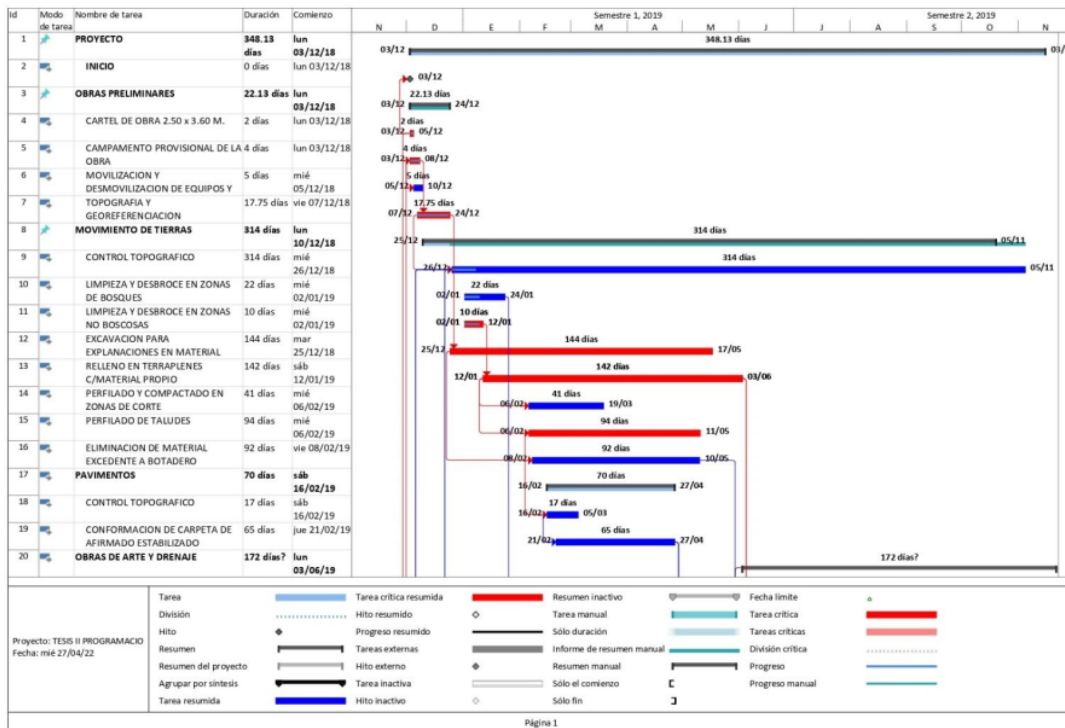 Id Modo de tarea Nombre de tarea Duración Comienzo
N D E Semestre 1, 2019 F M A M J J Semestre 2, 2019 A S O N
1 PROYECTO 348.13 días lun 03/12/18
2 INICIO 0 días lun 03/12/18
3 OBRAS PRELIMINARES 22.13 días lun 03/12/18
4 CARTEL DE OBRA 2.50 x 3.60 M. 2 días lun 03/12/18
5 CAMPAMENTO PROVISIONAL DE LA OBRA 4 días lun 03/12/18
6 MOVILIZACION Y DESMOVILIZACION DE EQUIPOS Y 5 días mié 05/12/18
7 TOPOGRAFIA Y GEOREFERENCIACION 17.75 días vie 07/12/18
8 MOVIMIENTO DE TIERRAS 314 días lun 10/12/18
9 CONTROL TOPOGRAFICO 314 días mié 26/12/18
10 LIMPIEZA Y DESBROCE EN ZONAS DE BOSQUES 22 días mié 02/01/19
11 LIMPIEZA Y DESBROCE EN ZONAS NO BOSCOSAS 10 días mié 02/01/19
12 EXCAVACION PARA EXPLANACIONES EN MATERIAL 144 días mar 25/12/18
13 RELLENO EN TERRAPLENES C/MATERIAL PROPIO 142 días sáb 12/01/19
14 PERFILADO Y COMPACTADO EN ZONAS DE CORTE 41 días mié 06/02/19
15 PERFILADO DE TALUDES 94 días mié 06/02/19
16 ELIMINACION DE MATERIAL EXCEDENTE A BOTADERO 92 días vie 08/02/19
17 PAVIMENTOS 70 días sáb 16/02/19
18 CONTROL TOPOGRAFICO 17 días sáb 16/02/19
19 CONFORMACION DE CARPETA DE AFIRMADO ESTABILIZADO 65 días jue 21/02/19
20 OBRAS DE ARTE Y DRENAJE 172 días? lun 03/06/19
348.13 días
03/12 03/
03/12
22.13 días
03/12 24/12
2 días
03/12 05/12
4 días
03/12 08/12
5 días
05/12 10/12
17.75 días
07/12 24/12
314 días
25/12 05/11
314 días
26/12 05/11
22 días
02/01 24/01
10 días
02/01 12/01
144 días
25/12 17/05
142 días
12/01 03/06
41 días
06/02 19/03
94 días
06/02 11/05
92 días
08/02 10/05
70 días
16/02 27/04
17 días
16/02 05/03
65 días
21/02 27/04
172 días?
Proyecto: TESIS II PROGRAMACIO
Fecha: mié 27/04/22
Tarea Tarea crítica resumida Resumen inactivo Fecha límite
División Hito resumido Tarea manual Tarea crítica
Hito Progreso resumido Sólo duración Tareas críticas
Resumen Tareas externas Informe de resumen manual División crítica
Resumen del proyecto Hito externo Resumen manual Progreso
Agrupar por síntesis Tarea inactiva Sólo el comienzo Progreso manual
Tarea resumida Hito inactivo Sólo fin
Página 1